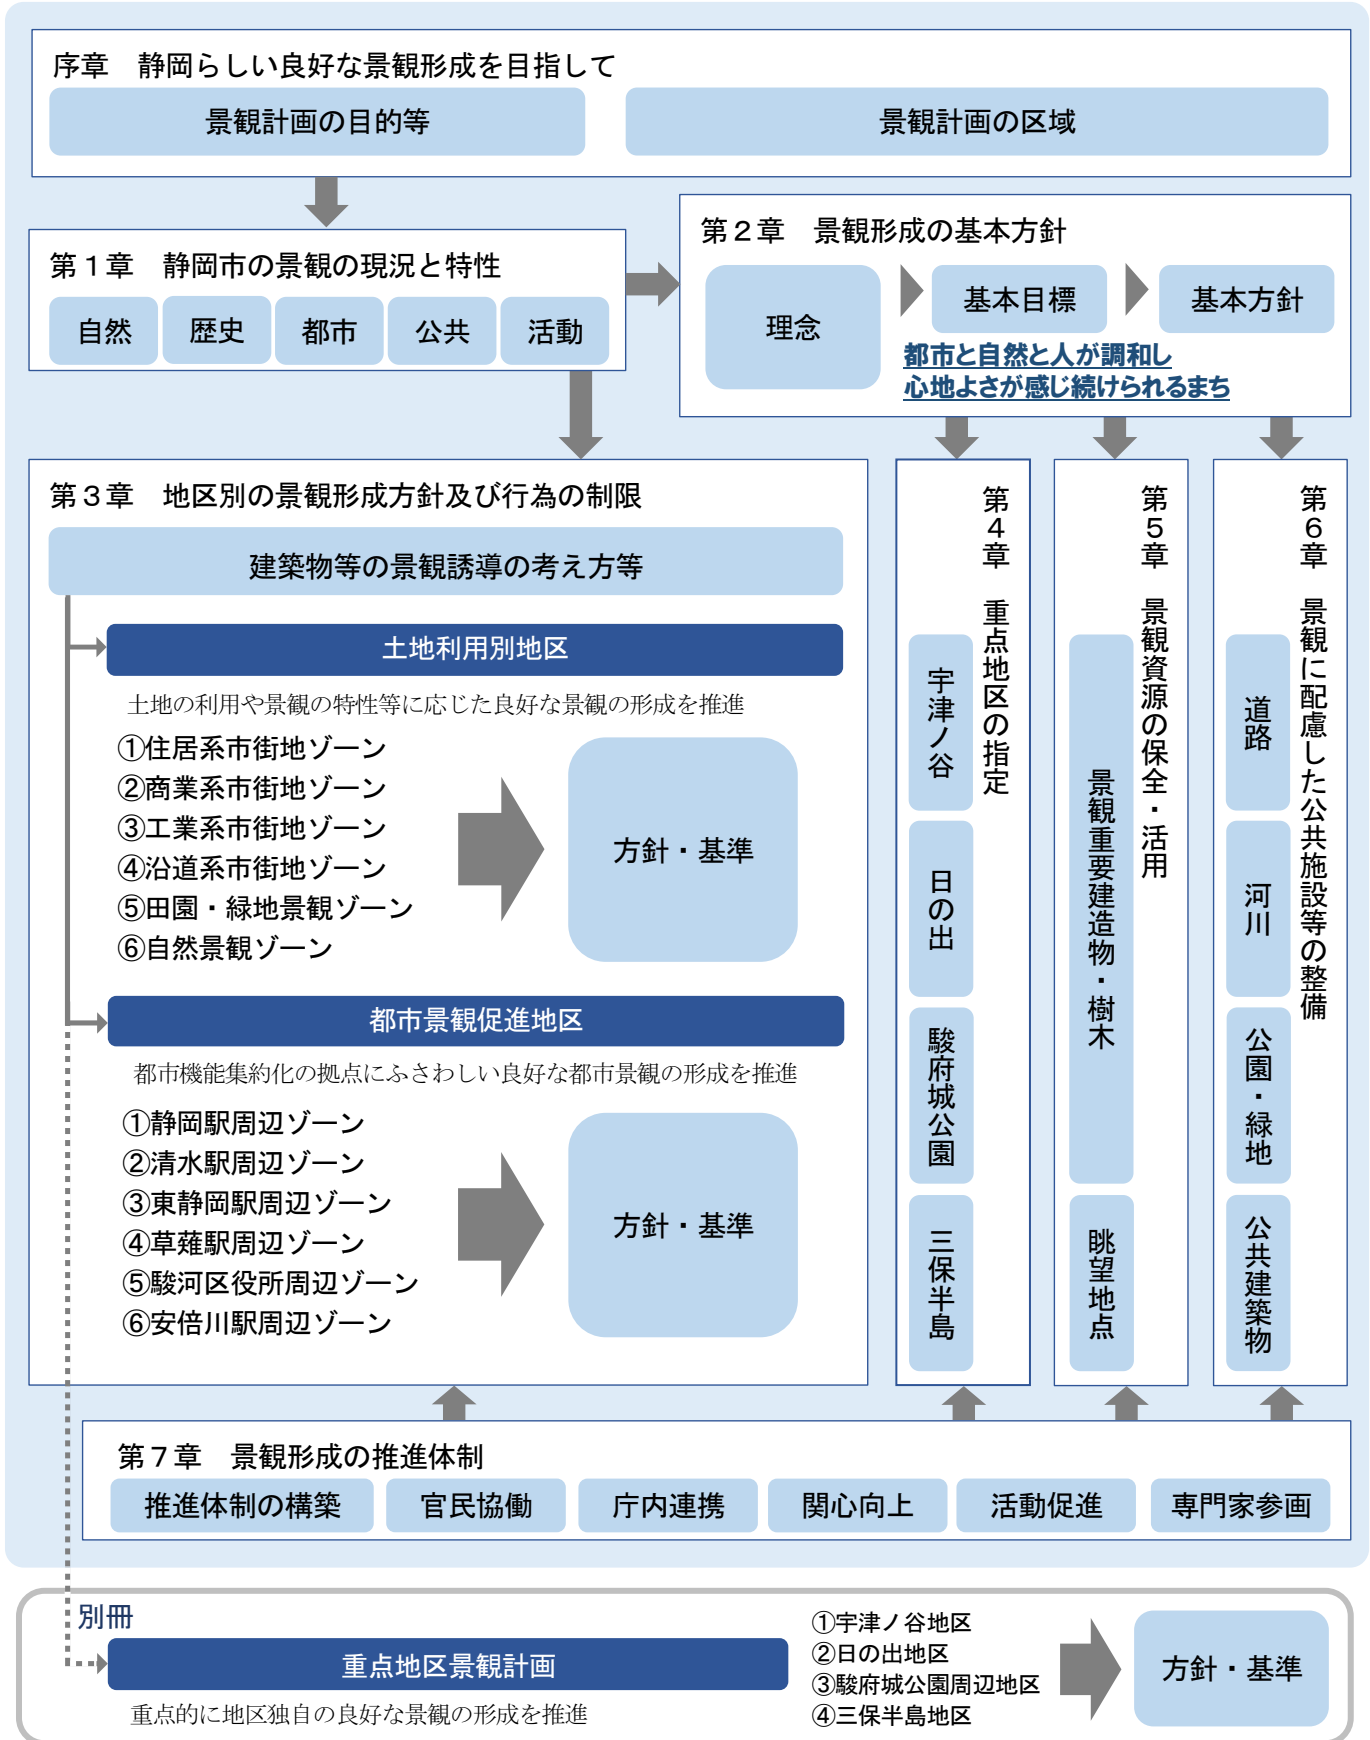 序章　静岡らしい良好な景観形成を目指して
景観計画の目的等
景観計画の区域
第１章　静岡市の景観の現況と特性
自然
歴史
都市
公共
活動
第２章　景観形成の基本方針
理念
基本目標
基本方針
都市と自然と人が調和し
心地よさが感じ続けられるまち
第３章　地区別の景観形成方針及び行為の制限
建築物等の景観誘導の考え方等
土地利用別地区
土地の利用や景観の特性等に応じた良好な景観の形成を推進
①住居系市街地ゾーン
②商業系市街地ゾーン
③工業系市街地ゾーン
④沿道系市街地ゾーン
⑤田園・緑地景観ゾーン
⑥自然景観ゾーン
方針・基準
都市景観促進地区
都市機能集約化の拠点にふさわしい良好な都市景観の形成を推進
①静岡駅周辺ゾーン
②清水駅周辺ゾーン
③東静岡駅周辺ゾーン
④草薙駅周辺ゾーン
⑤駿河区役所周辺ゾーン
⑥安倍川駅周辺ゾーン
方針・基準
第４章　重点地区の指定
宇津ノ谷
日の出
駿府城公園
三保半島
第５章　景観資源の保全・活用
景観重要建造物・樹木
眺望地点
第６章　景観に配慮した公共施設等の整備
道路
河川
公園・緑地
公共建築物
第７章　景観形成の推進体制
推進体制の構築
官民協働
庁内連携
関心向上
活動促進
専門家参画
別冊
重点地区景観計画
重点的に地区独自の良好な景観の形成を推進
①宇津ノ谷地区
②日の出地区
③駿府城公園周辺地区
④三保半島地区
方針・基準